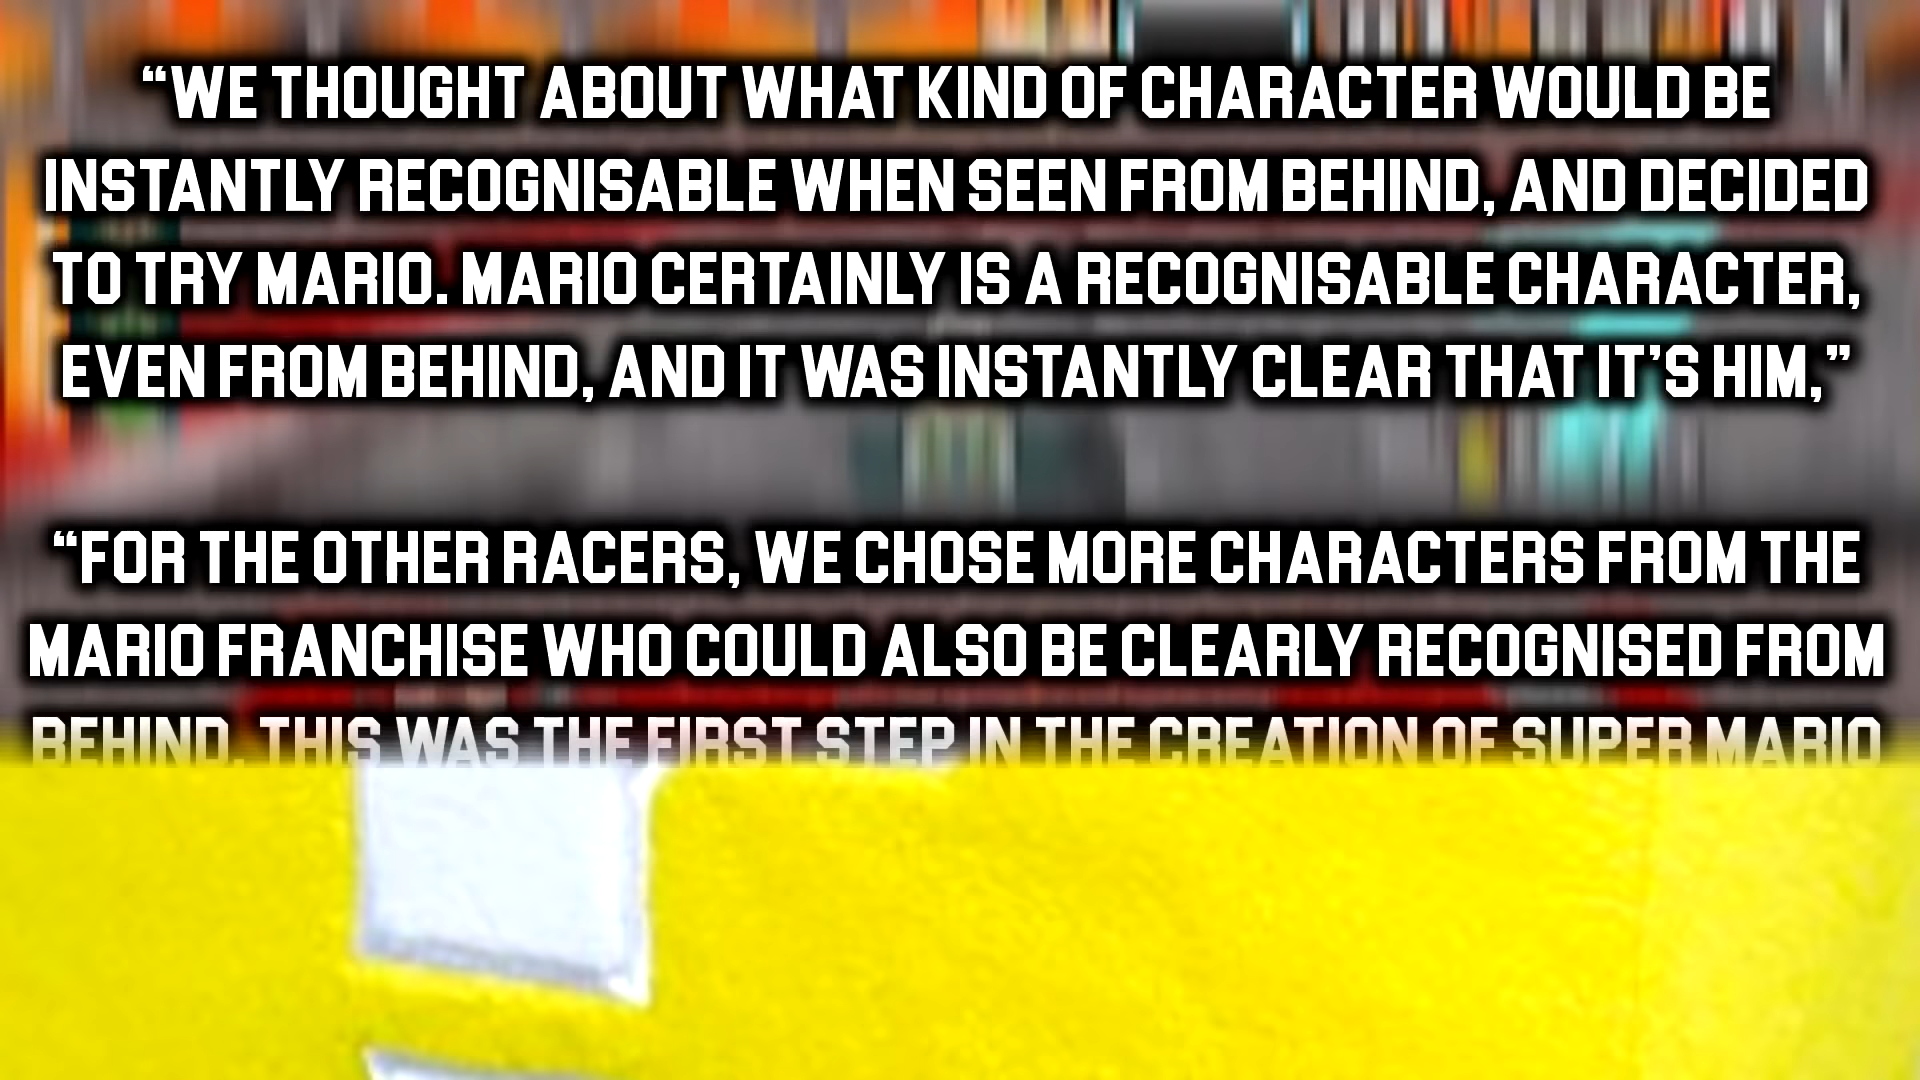 “WE THOUGHT ABOUT WHAT KIND OF CHARACTER WOULD BE
INSTANTLY RECOGNISABLE WHEN SEEN FROM BEHIND, AND DECIDED
TO TRY MARIO. MARIO CERTAINLY IS A RECOGNISABLE CHARACTER,
EVEN FROM BEHIND, AND IT WAS INSTANTLY CLEAR THAT IT’S HIM,”
“FOR THE OTHER RACERS, WE CHOSE MORE CHARACTERS FROM THE
MARIO FRANCHISE WHO COULD ALSO BE CLEARLY RECOGNISED FROM
BEHIND. THIS WAS THE FIRST STEP IN THE CREATION OF SUPER MARIO